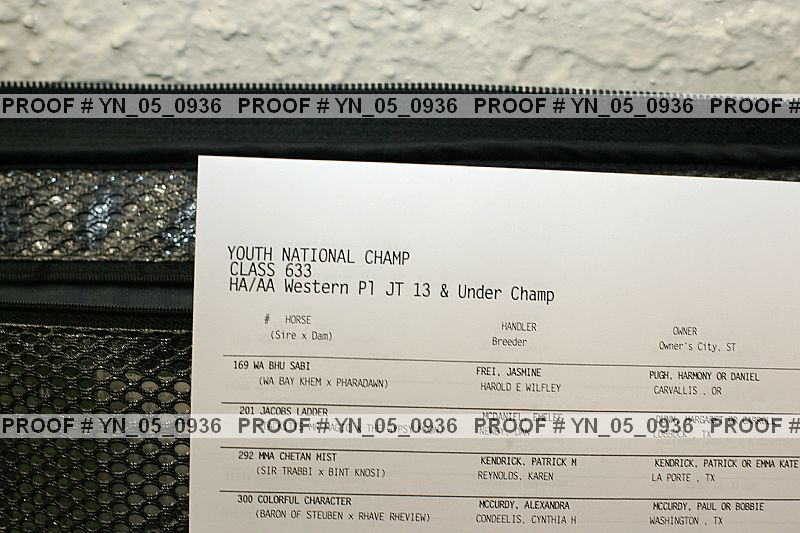 PROOF # YN_05_0936 PROOF # YN_05_0936 PROOF # YN_05_0936 PROOF # YN_05_0936
YOUTH NATIONAL CHAMP
CLASS 633
HA/AA Western Pl JT 13 & Under Champ
# HORSE HANDLER OWNER
(Sire x Dam) Breeder Owner's City, ST
169 WA BHU SABI FREI, JASMINE PUGH, HARMONY OR DANIEL
(WA BAY KHEM x PHARADAWN) HAROLD E WILFLEY CARVALLIS , OR
201 JACOBS LADDER MCDANIEL,
PROOF # YN_05_0936 PROOF # YN_05_0936 PROOF # YN_05_0936 PROOF # YN_05_0936
LUBBOCK , TX
292 MMA CHETAN MIST KENDRICK, PATRICK M KENDRICK, PATRICK OR EMMA KATE
(SIR TRABBI x BINT KNOSI) REYNOLDS, KAREN LA PORTE , TX
300 COLORFUL CHARACTER MCCURDY, ALEXANDRA MCCURDY, PAUL OR BOBBIE
(BARON OF STEUBEN x RHAVE RHEVIEW) CONDEELIS, CYNTHIA H WASHINGTON , TX